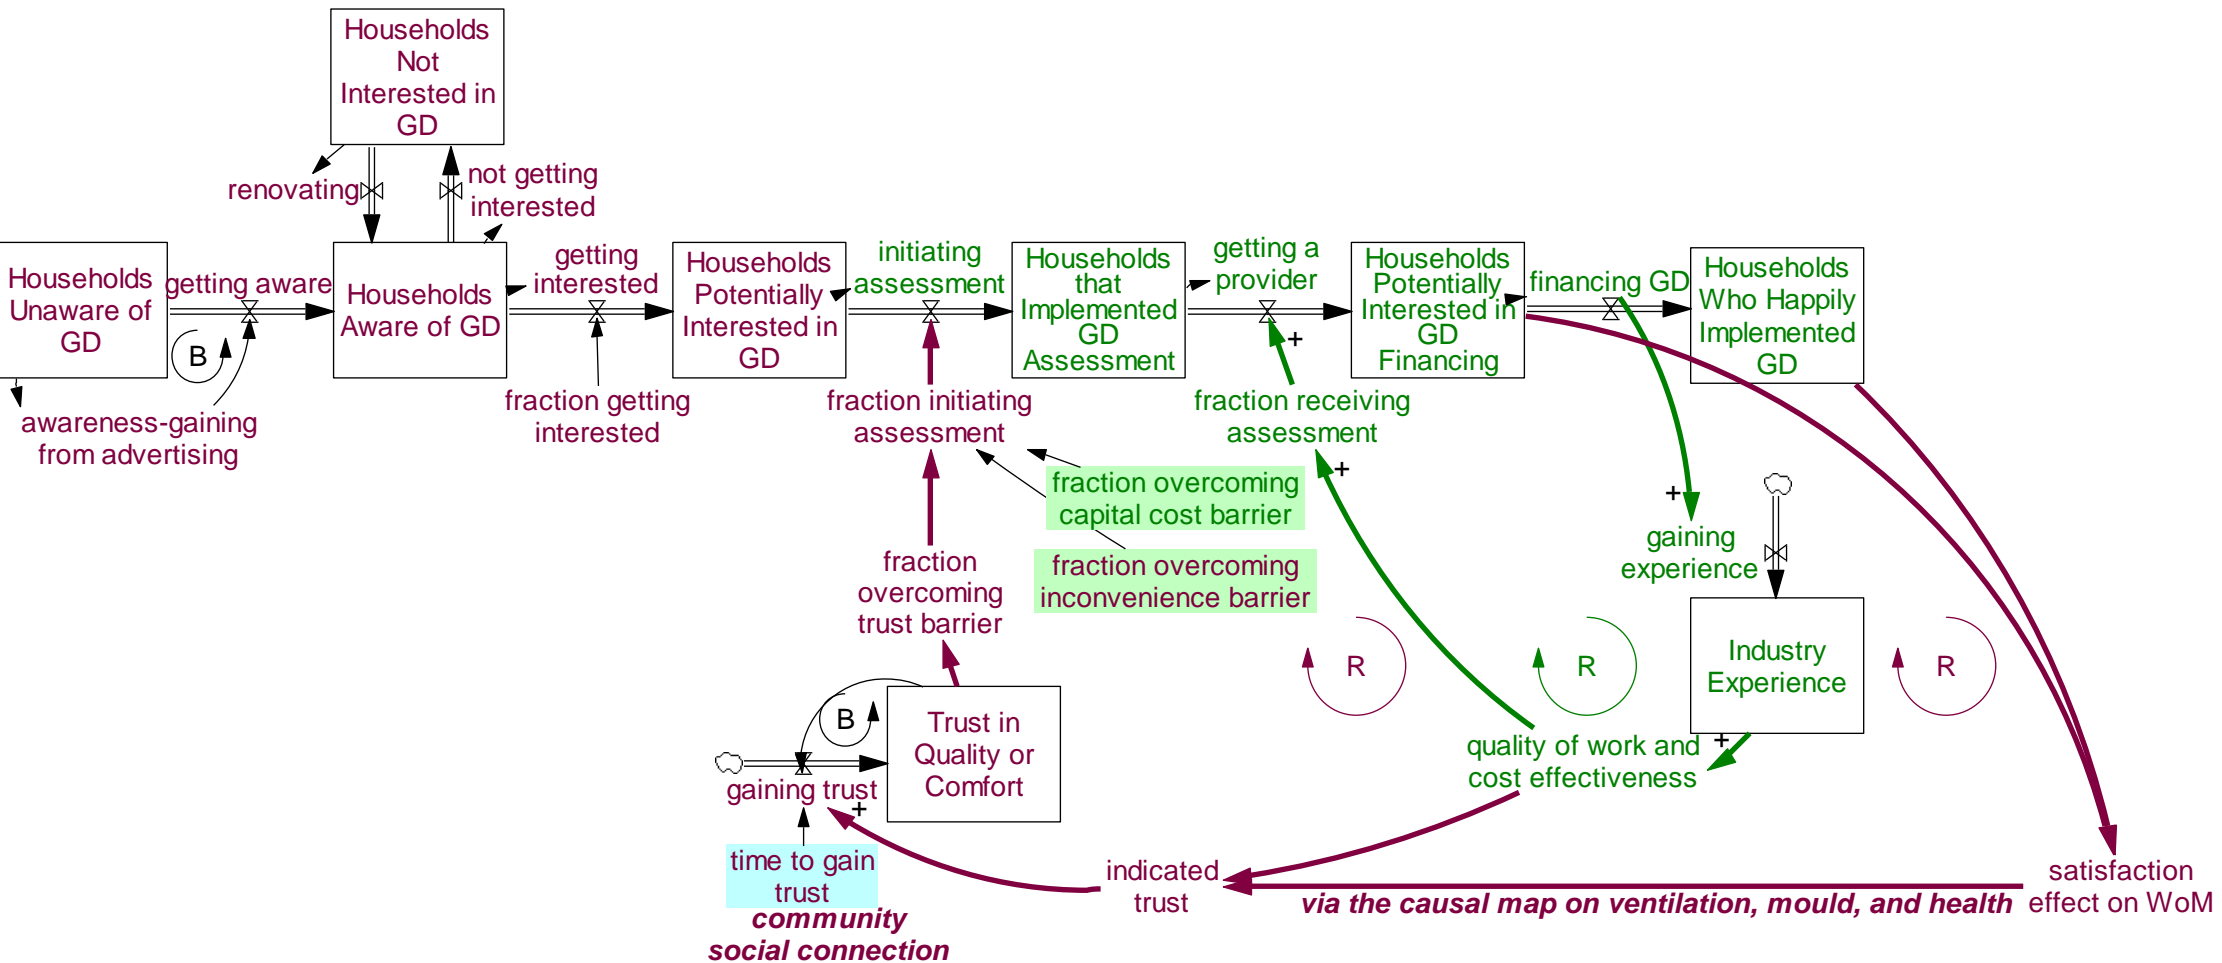 Households
Not
Interested in
GD
renovating
not getting
interested
Households
Unaware of
GD
getting aware
B
awareness-gaining
from advertising
Households
Aware of GD
getting
interested
fraction getting
interested
Households
Potentially
Interested in
GD
initiating
assessment
fraction initiating
assessment
Households
that
Implemented
GD
Assessment
getting a
provider
+
fraction receiving
assessment
+
Households
Potentially
Interested in
GD
Financing
financing GD
Households
Who Happily
Implemented
GD
fraction overcoming
capital cost barrier
fraction overcoming
inconvenience barrier
fraction
overcoming
trust barrier
+
gaining
experience
Industry
Experience
R
R
R
B
Trust in
Quality or
Comfort
gaining trust
+
quality of work and
cost effectiveness
+
time to gain
trust
community
social connection
indicated
trust
via the causal map on ventilation, mould, and health
satisfaction
effect on WoM